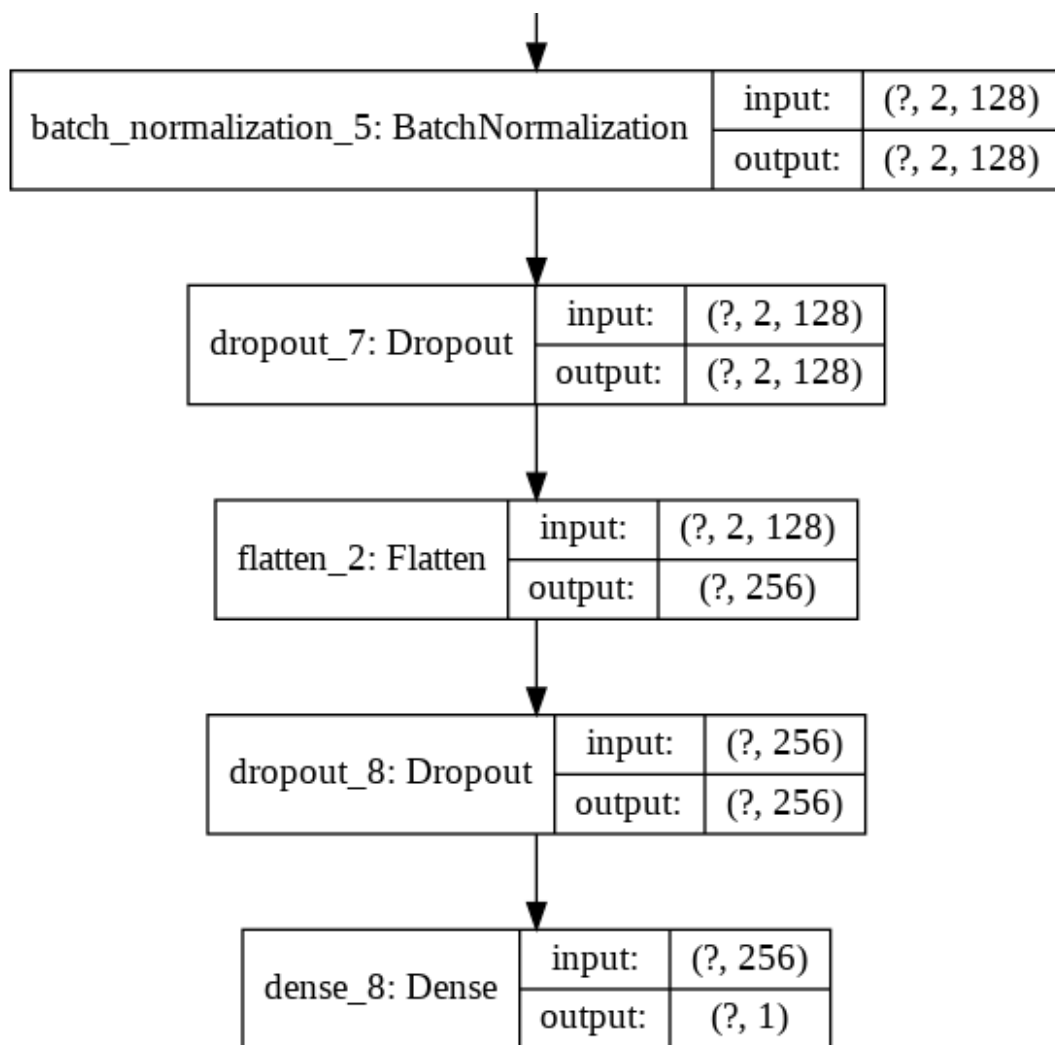 batch_normalization_5: BatchNormalization
input: (?, 2, 128)
output: (?, 2, 128)
dropout_7: Dropout
input: (?, 2, 128)
output: (?, 2, 128)
flatten_2: Flatten
input: (?, 2, 128)
output: (?, 256)
dropout_8: Dropout
input: (?, 256)
output: (?, 256)
dense_8: Dense
input: (?, 256)
output: (?, 1)